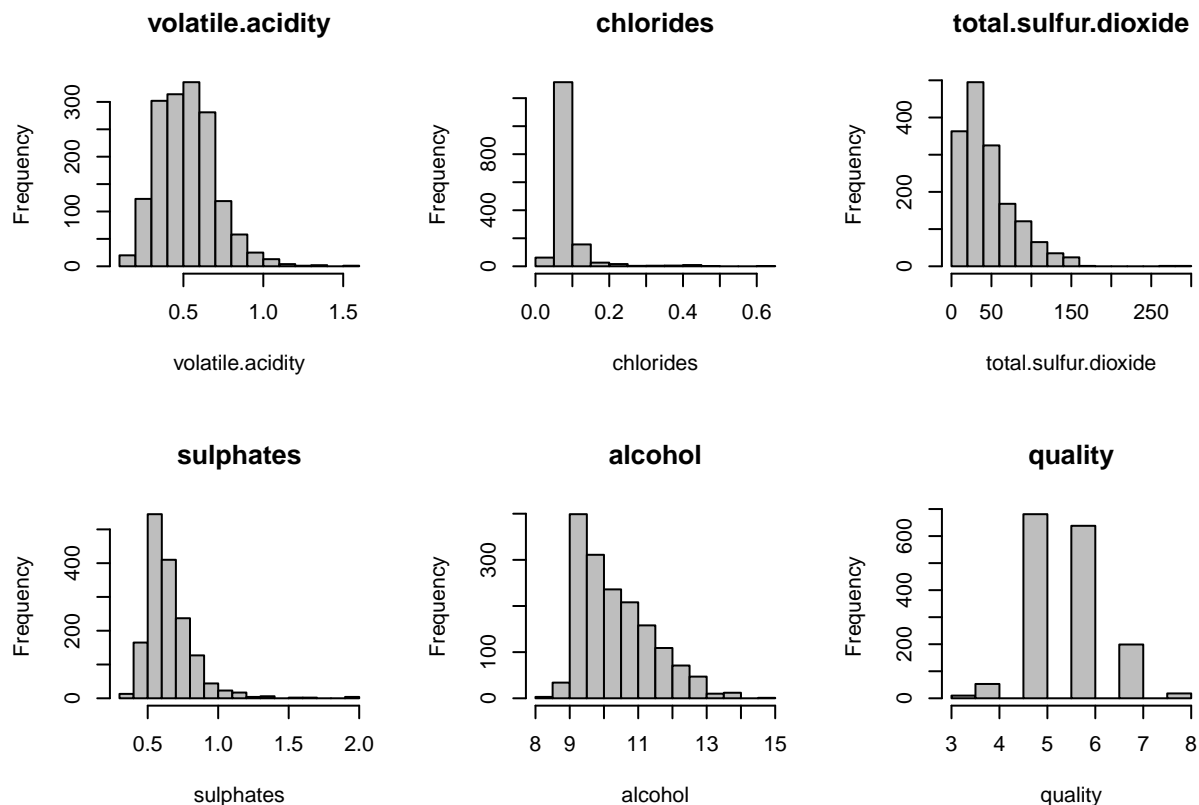 volatile.acidity
Frequency
0 100 200 300
0.5 1.0 1.5
volatile.acidity
chlorides
Frequency
0 400 800
0.0 0.2 0.4 0.6
chlorides
total.sulfur.dioxide
Frequency
0 200 400
0 50 150 250
total.sulfur.dioxide
sulphates
Frequency
0 200 400
0.5 1.0 1.5 2.0
sulphates
alcohol
Frequency
0 100 300
8 9 11 13 15
alcohol
quality
Frequency
0 200 400 600
3 4 5 6 7 8
quality